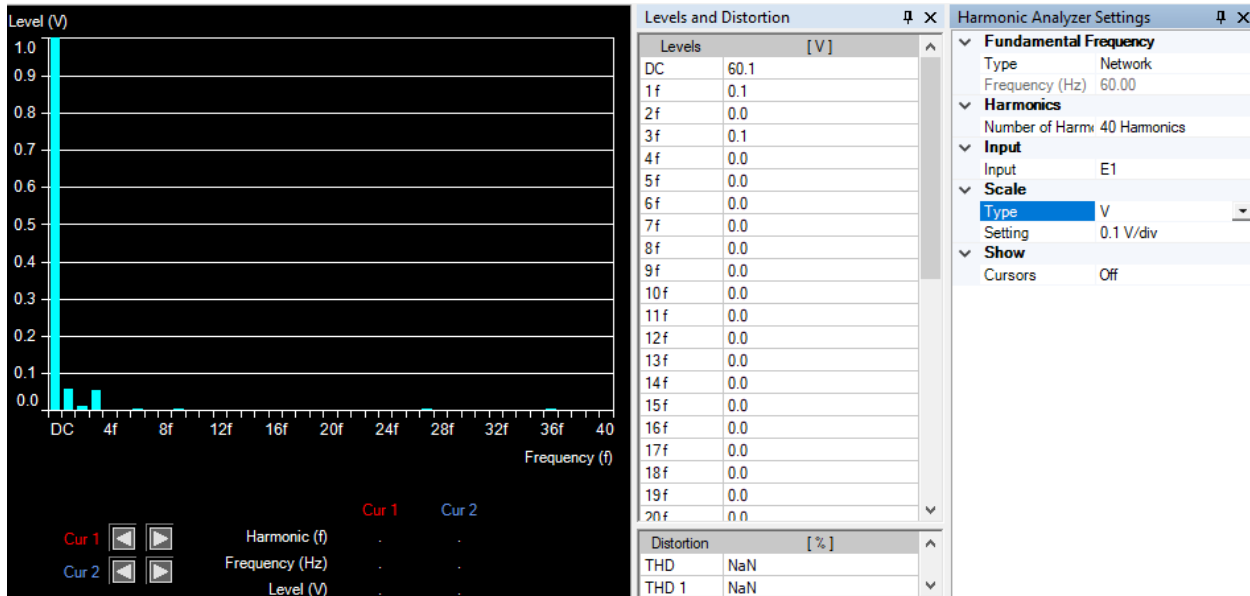 Level (V)
1.0
0.9
0.8
0.7
0.6
0.5
0.4
0.3
0.2
0.1
0.0
DC 4f 8f 12f 16f 20f 24f 28f 32f 36f 40
Frequency (f)
Cur 1 Cur 2
Cur 1 Harmonic (f) . .
Cur 2 Frequency (Hz) . .
Level (V) . .
Levels and Distortion
Levels [ V ]
DC 60.1
1f 0.1
2f 0.0
3f 0.1
4f 0.0
5f 0.0
6f 0.0
7f 0.0
8f 0.0
9f 0.0
10f 0.0
11f 0.0
12f 0.0
13f 0.0
14f 0.0
15f 0.0
16f 0.0
17f 0.0
18f 0.0
19f 0.0
20f 0.0
Distortion [ % ]
THD NaN
THD 1 NaN
Harmonic Analyzer Settings
Fundamental Frequency
Type Network
Frequency (Hz) 60.00
Harmonics
Number of Harm 40 Harmonics
Input
Input E1
Scale
Type V
Setting 0.1 V/div
Show
Cursors Off